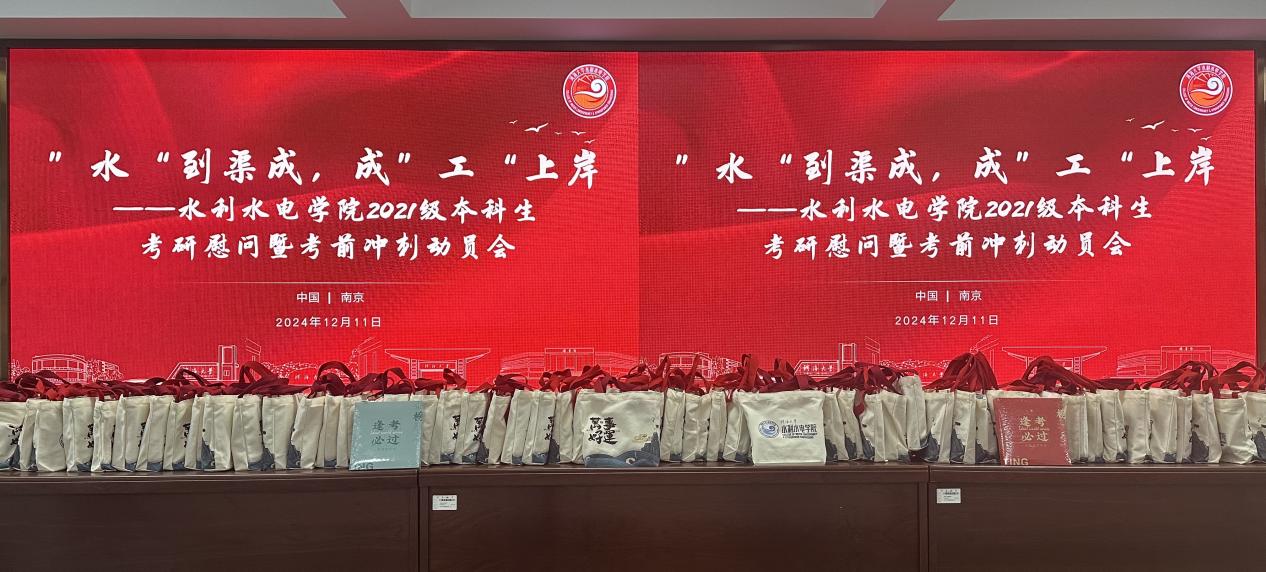 ”水“到渠成，成”工“上岸
——水利水电学院2021级本科生
考研慰问暨考前冲刺动员会
中国 | 南京
2024年12月11日
”水“到渠成，成”工“上岸
——水利水电学院2021级本科生
考研慰问暨考前冲刺动员会
中国 | 南京
2024年12月11日
逢考
必过
萬事
好運
水利水电学院
逢考
必过